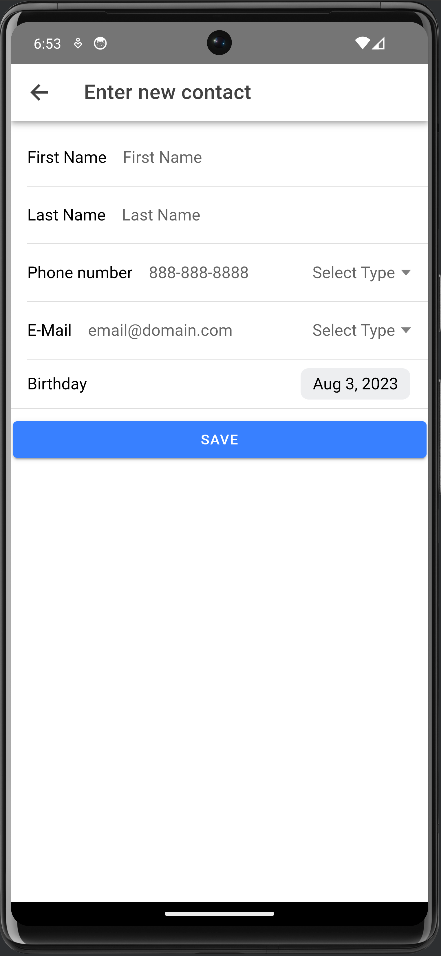 6:53
Enter new contact
First Name First Name
Last Name Last Name
Phone number 888-888-8888 Select Type
E-Mail email@domain.com Select Type
Birthday Aug 3, 2023
SAVE